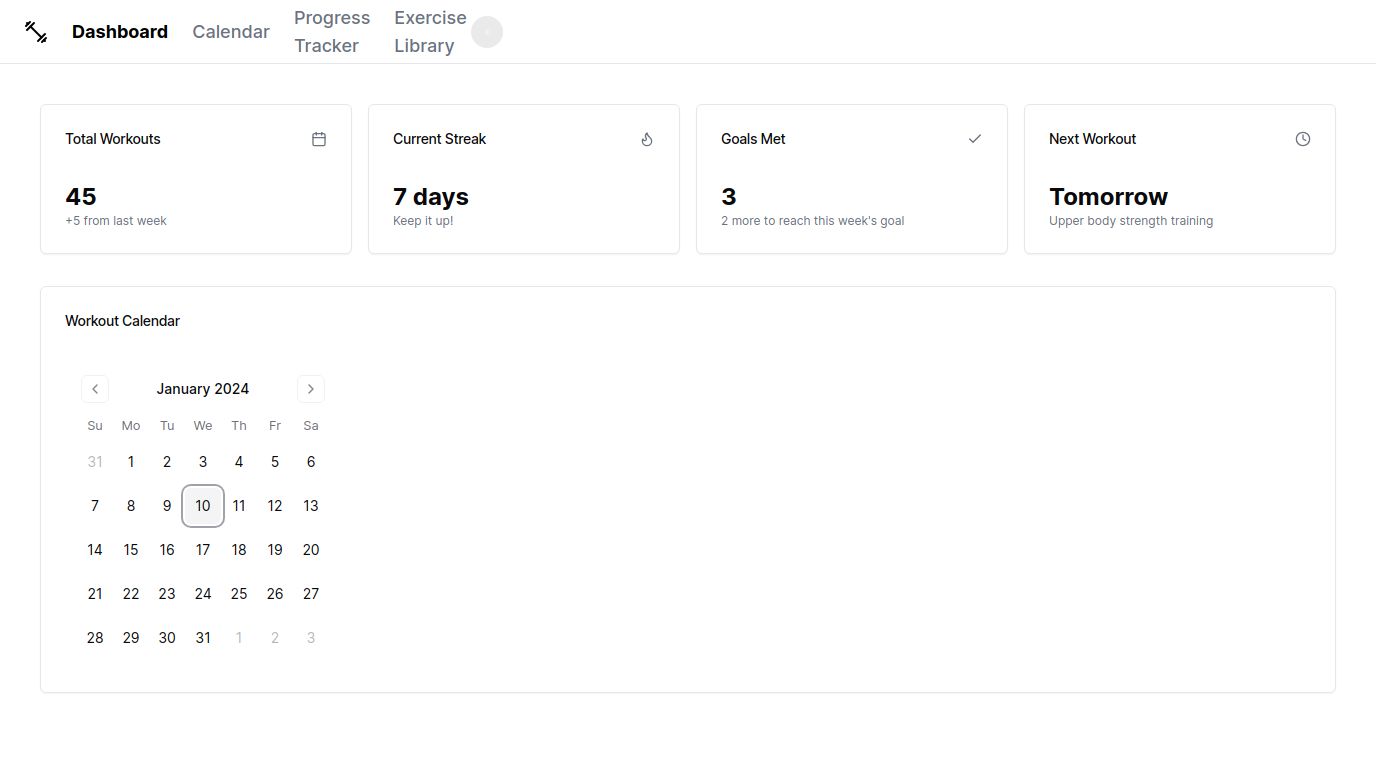 Dashboard
Calendar
Progress
Tracker
Exercise
Library
Total Workouts
45
+5 from last week
Current Streak
7 days
Keep it up!
Goals Met
3
2 more to reach this week's goal
Next Workout
Tomorrow
Upper body strength training
Workout Calendar
January 2024
Su Mo Tu We Th Fr Sa
31 1 2 3 4 5 6
7 8 9 10 11 12 13
14 15 16 17 18 19 20
21 22 23 24 25 26 27
28 29 30 31 1 2 3